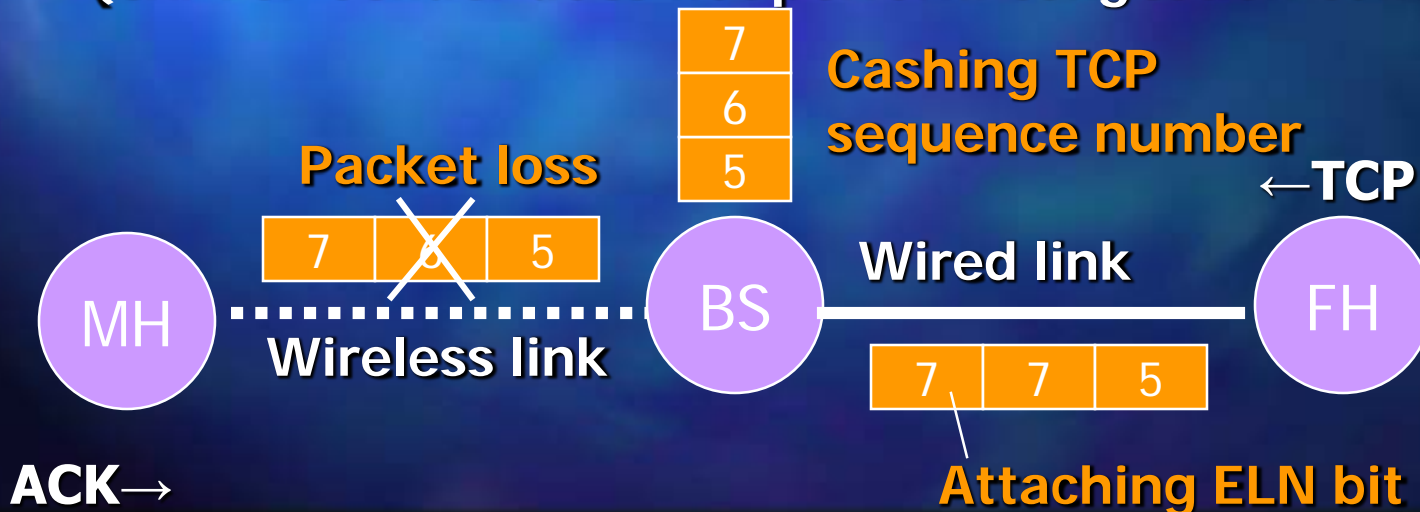 7
6
5
Cashing TCP
sequence number
Packet loss
←TCP
7 6 5
Wired link
MH
BS
FH
Wireless link
7 7 5
ACK→
Attaching ELN bit